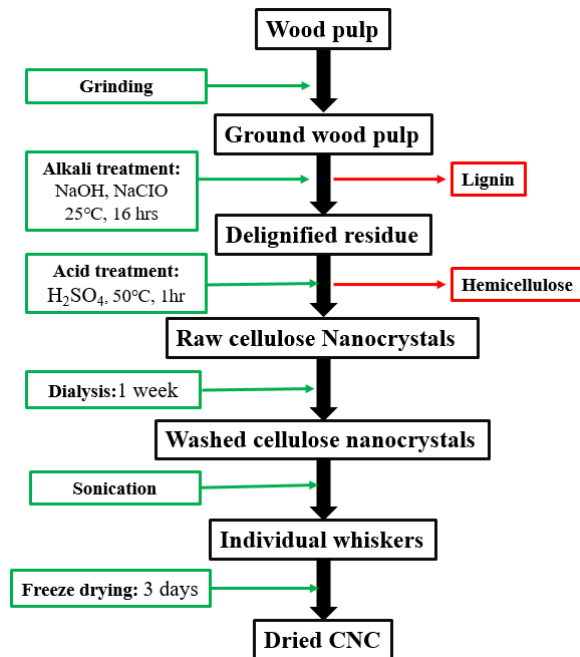 Wood pulp
Grinding
Ground wood pulp
Alkali treatment:
NaOH, NaClO
25°C, 16 hrs
Lignin
Delignified residue
Acid treatment:
H₂SO₄, 50°C, 1hr
Hemicellulose
Raw cellulose Nanocrystals
Dialysis:1 week
Washed cellulose nanocrystals
Sonication
Individual whiskers
Freeze drying: 3 days
Dried CNC